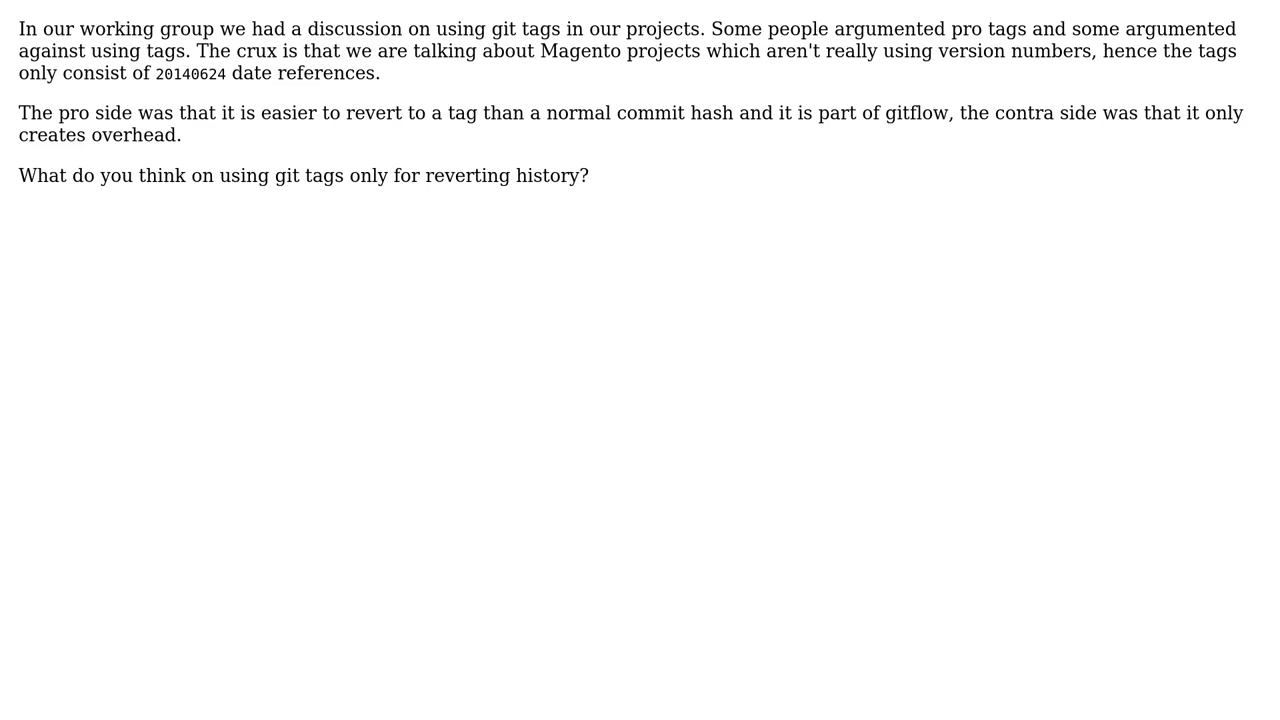 In our working group we had a discussion on using git tags in our projects. Some people argumented pro tags and some argumented
against using tags. The crux is that we are talking about Magento projects which aren't really using version numbers, hence the tags
only consist of 20140624 date references.
The pro side was that it is easier to revert to a tag than a normal commit hash and it is part of gitflow, the contra side was that it only
creates overhead.
What do you think on using git tags only for reverting history?